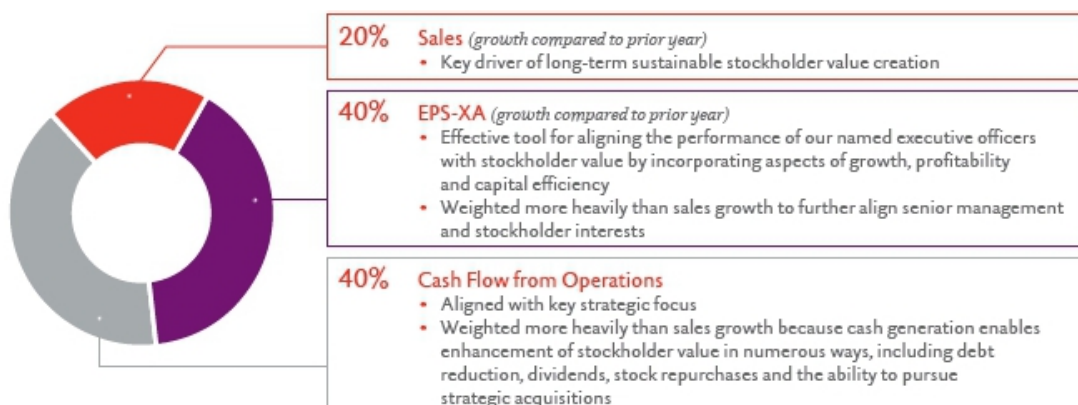 20% Sales (growth compared to prior year)
• Key driver of long-term sustainable stockholder value creation
40% EPS-XA (growth compared to prior year)
• Effective tool for aligning the performance of our named executive officers
with stockholder value by incorporating aspects of growth, profitability
and capital efficiency
• Weighted more heavily than sales growth to further align senior management
and stockholder interests
40% Cash Flow from Operations
• Aligned with key strategic focus
• Weighted more heavily than sales growth because cash generation enables
enhancement of stockholder value in numerous ways, including debt
reduction, dividends, stock repurchases and the ability to pursue
strategic acquisitions